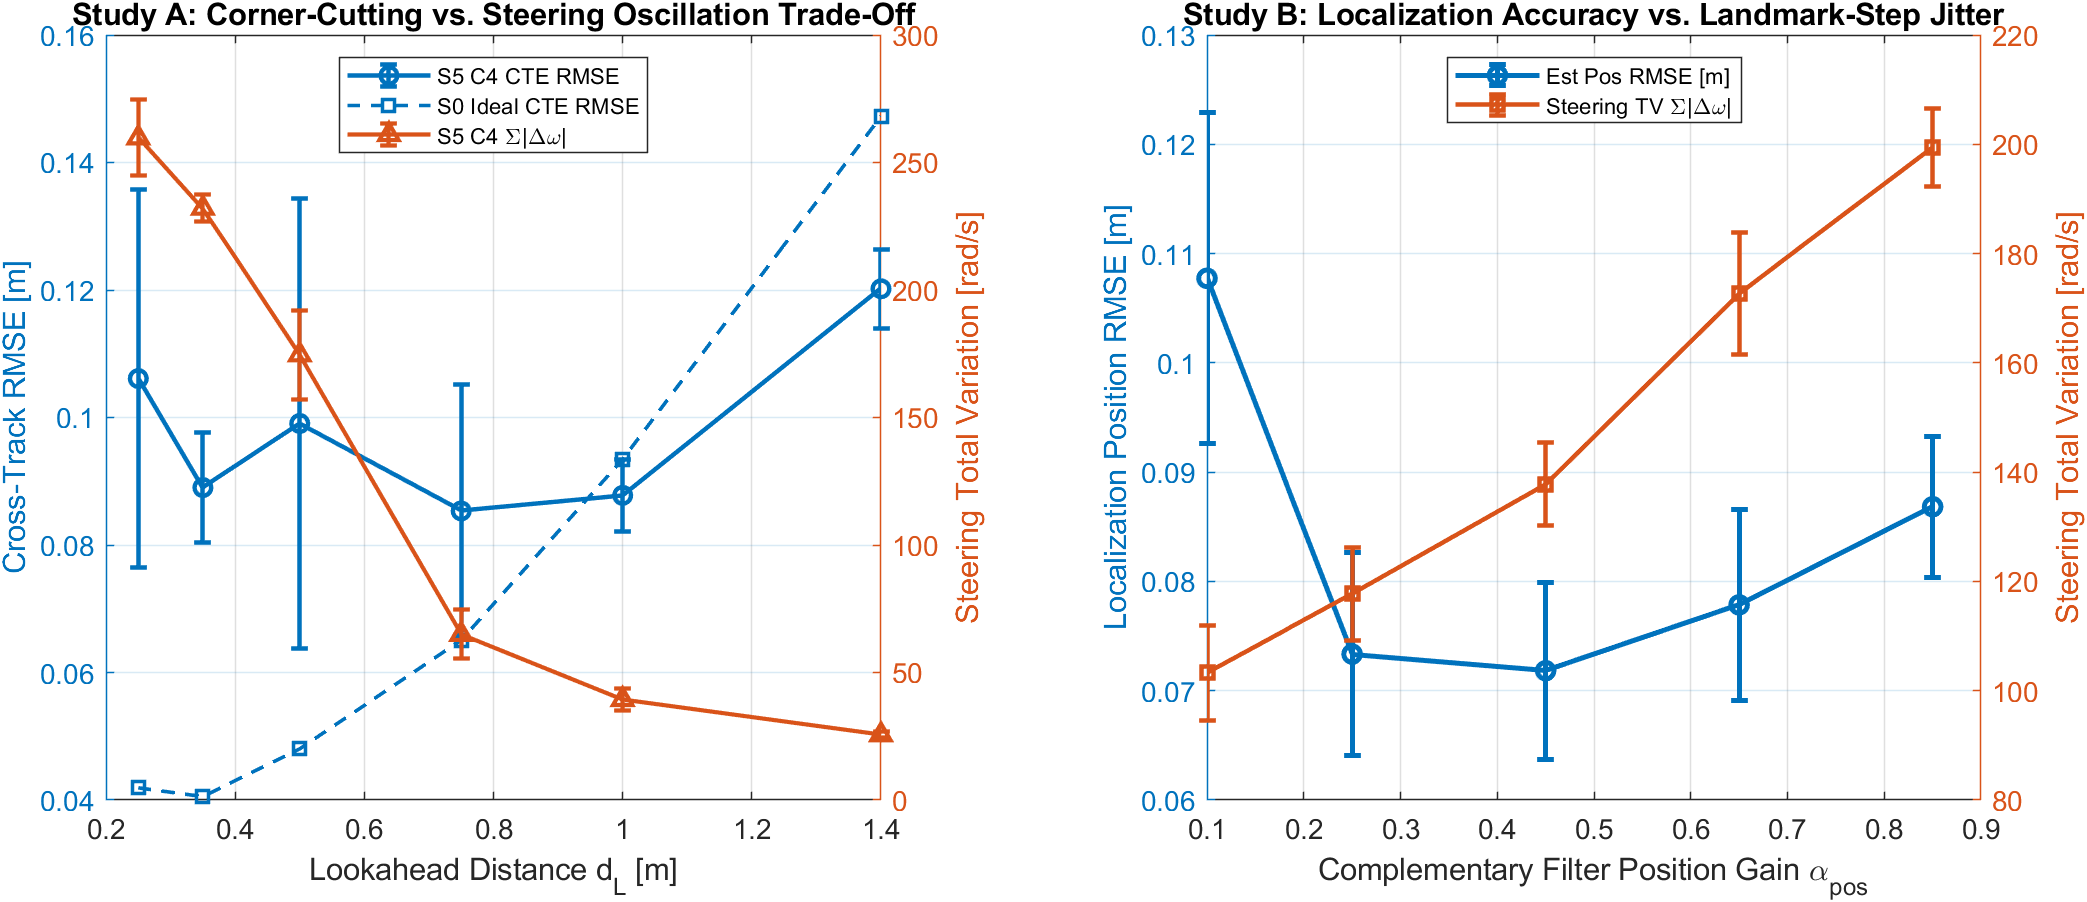 Study A: Corner-Cutting vs. Steering Oscillation Trade-Off
S5 C4 CTE RMSE
S0 Ideal CTE RMSE
S5 C4 Σ|Δω|
Cross-Track RMSE [m]
0.16
0.14
0.12
0.1
0.08
0.06
0.04
300
250
200
150
100
50
0
Steering Total Variation [rad/s]
0.2 0.4 0.6 0.8 1 1.2 1.4
Lookahead Distance d_L [m]
Study B: Localization Accuracy vs. Landmark-Step Jitter
Est Pos RMSE [m]
Steering TV Σ|Δω|
Localization Position RMSE [m]
0.13
0.12
0.11
0.1
0.09
0.08
0.07
0.06
220
200
180
160
140
120
100
80
Steering Total Variation [rad/s]
0.1 0.2 0.3 0.4 0.5 0.6 0.7 0.8 0.9
Complementary Filter Position Gain α_pos